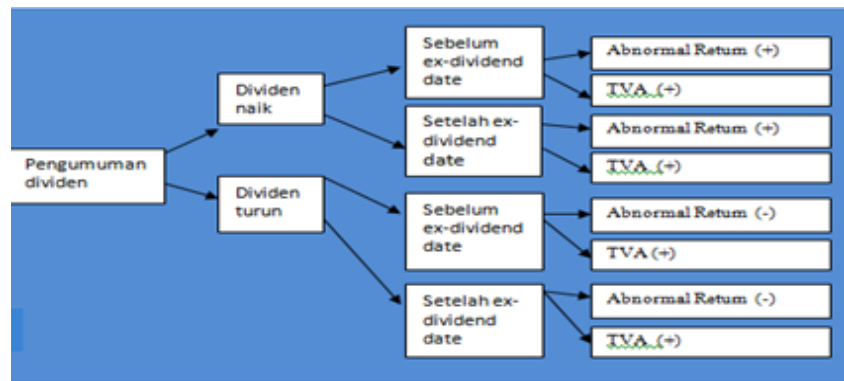 Pengumuman
dividen
Dividen
naik
Dividen
turun
Sebelum
ex-dividend
date
Setelah ex-
dividend
date
Sebelum
ex-dividend
date
Setelah ex-
dividend
date
Abnormal Return (+)
TVA (+)
Abnormal Return (+)
TVA (+)
Abnormal Return (-)
TVA (+)
Abnormal Return (-)
TVA (+)